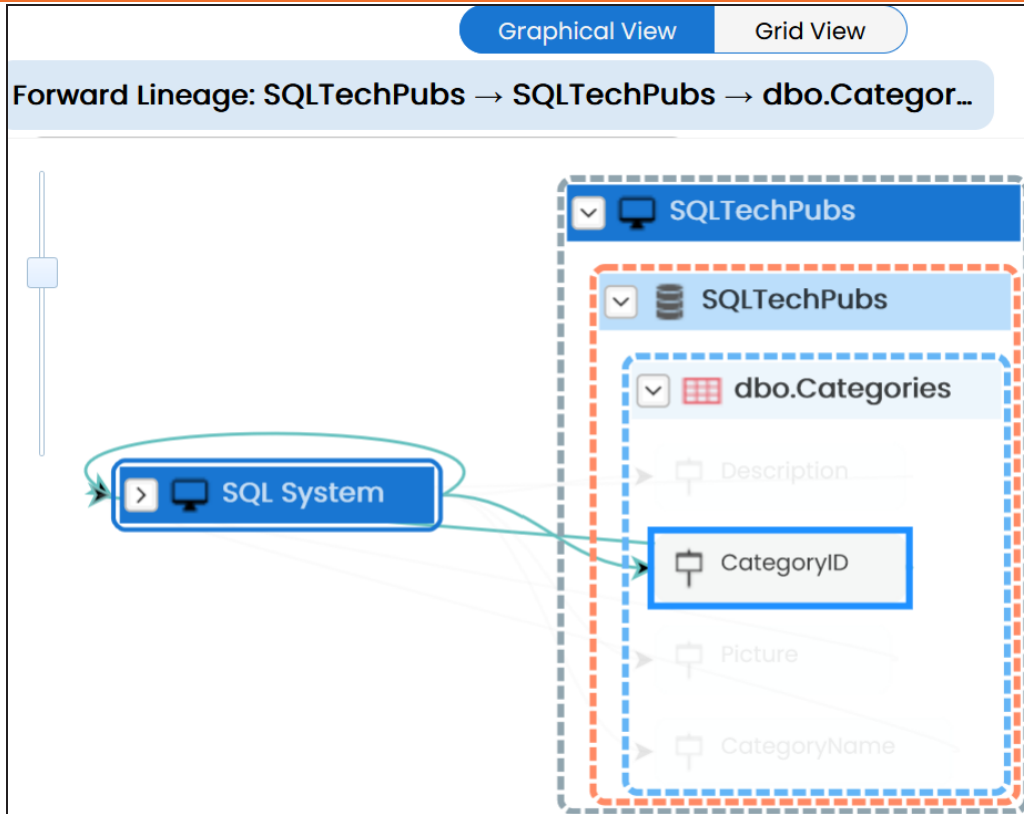 Graphical View
Grid View
Forward Lineage: SQLTechPubs → SQLTechPubs → dbo.Categor...
SQLTechPubs
SQLTechPubs
dbo.Categories
Description
SQL System
CategoryID
Picture
CategoryName